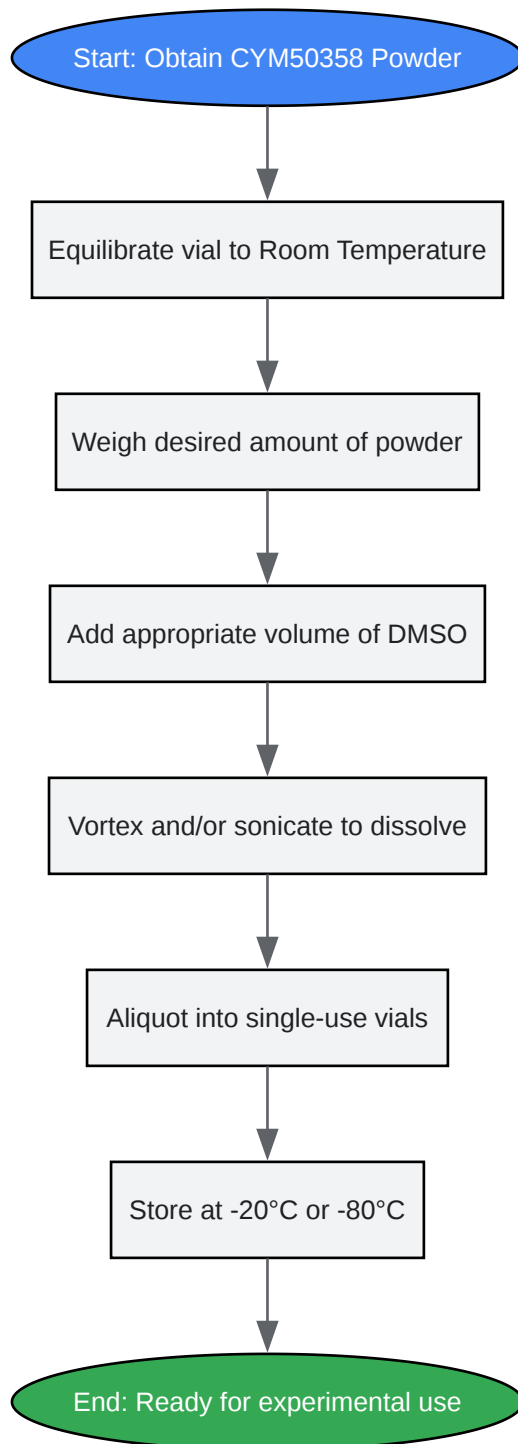 Start: Obtain CYM50358 Powder
Equilibrate vial to Room Temperature
Weigh desired amount of powder
Add appropriate volume of DMSO
Vortex and/or sonicate to dissolve
Aliquot into single-use vials
Store at -20°C or -80°C
End: Ready for experimental use